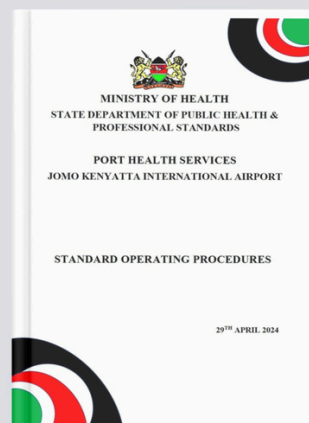 MINISTRY OF HEALTH
STATE DEPARTMENT OF PUBLIC HEALTH &
PROFESSIONAL STANDARDS
PORT HEALTH SERVICES
JOMO KENYATTA INTERNATIONAL AIRPORT
STANDARD OPERATING PROCEDURES
29TH APRIL 2024